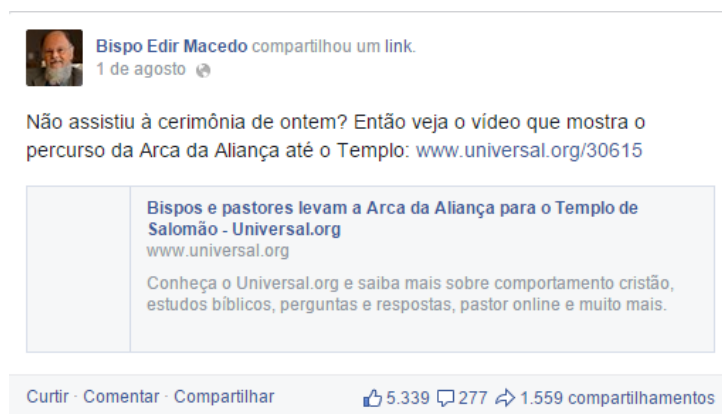 Bispo Edir Macedo compartilhou um link.
1 de agosto
Não assistiu à cerimônia de ontem? Então veja o vídeo que mostra o
percurso da Arca da Aliança até o Templo: www.universal.org/30615
Bispos e pastores levam a Arca da Aliança para o Templo de
Salomão - Universal.org
www.universal.org
Conheça o Universal.org e saiba mais sobre comportamento cristão,
estudos bíblicos, perguntas e respostas, pastor online e muito mais.
Curtir · Comentar · Compartilhar 5.339 277 1.559 compartilhamentos